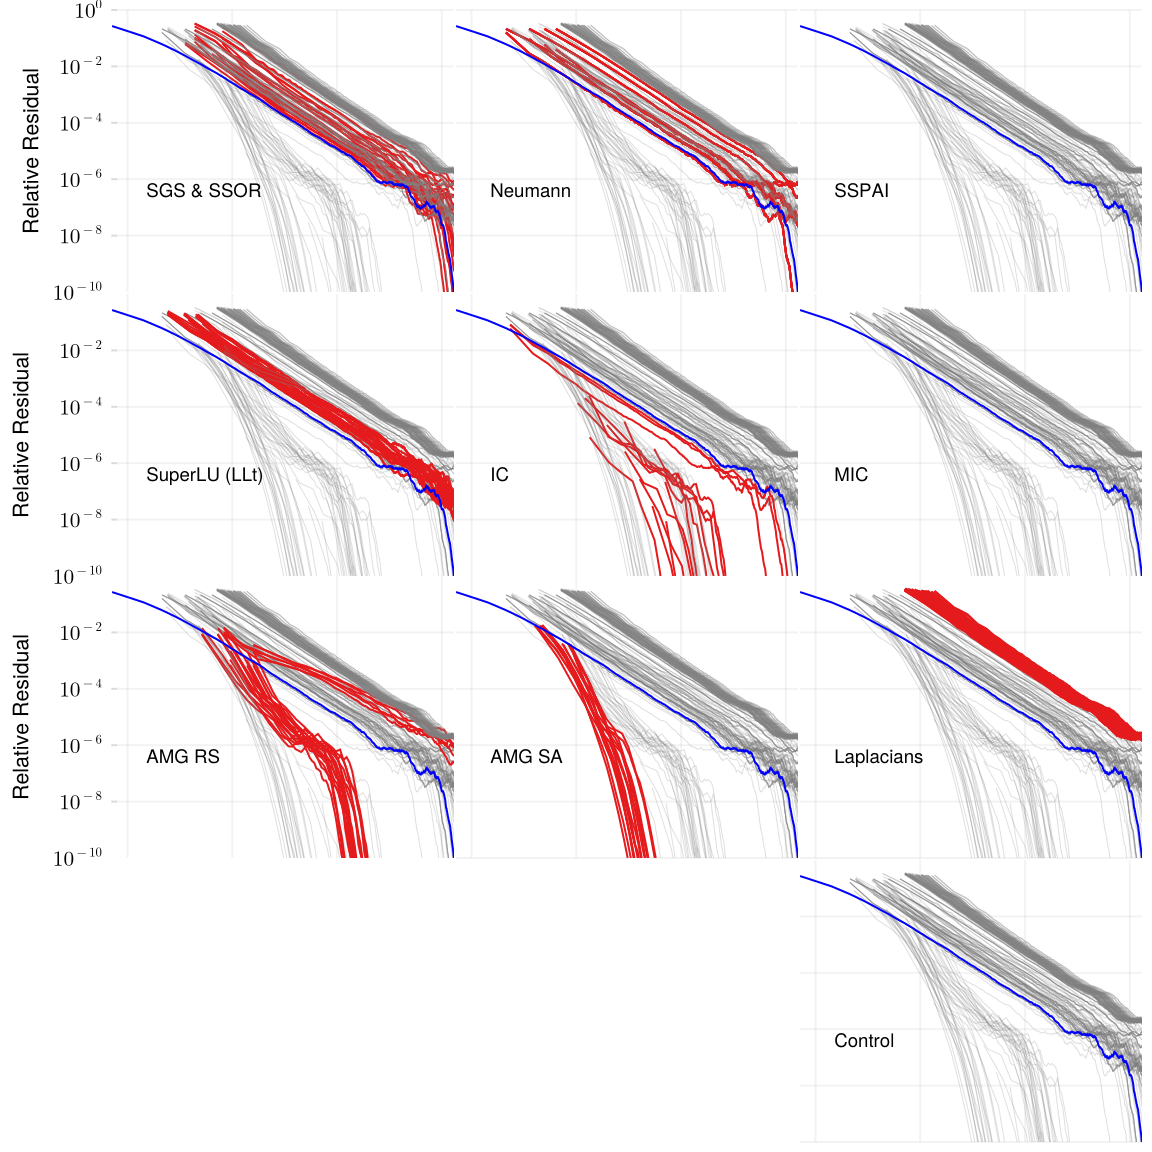 10^0
10^−2
10^−4
10^−6
10^−8
10^−10
Relative Residual
SGS & SSOR
Neumann
SSPAI
10^−2
10^−4
10^−6
10^−8
10^−10
Relative Residual
SuperLU (LLt)
IC
MIC
10^−2
10^−4
10^−6
10^−8
10^−10
Relative Residual
AMG RS
AMG SA
Laplacians
Control